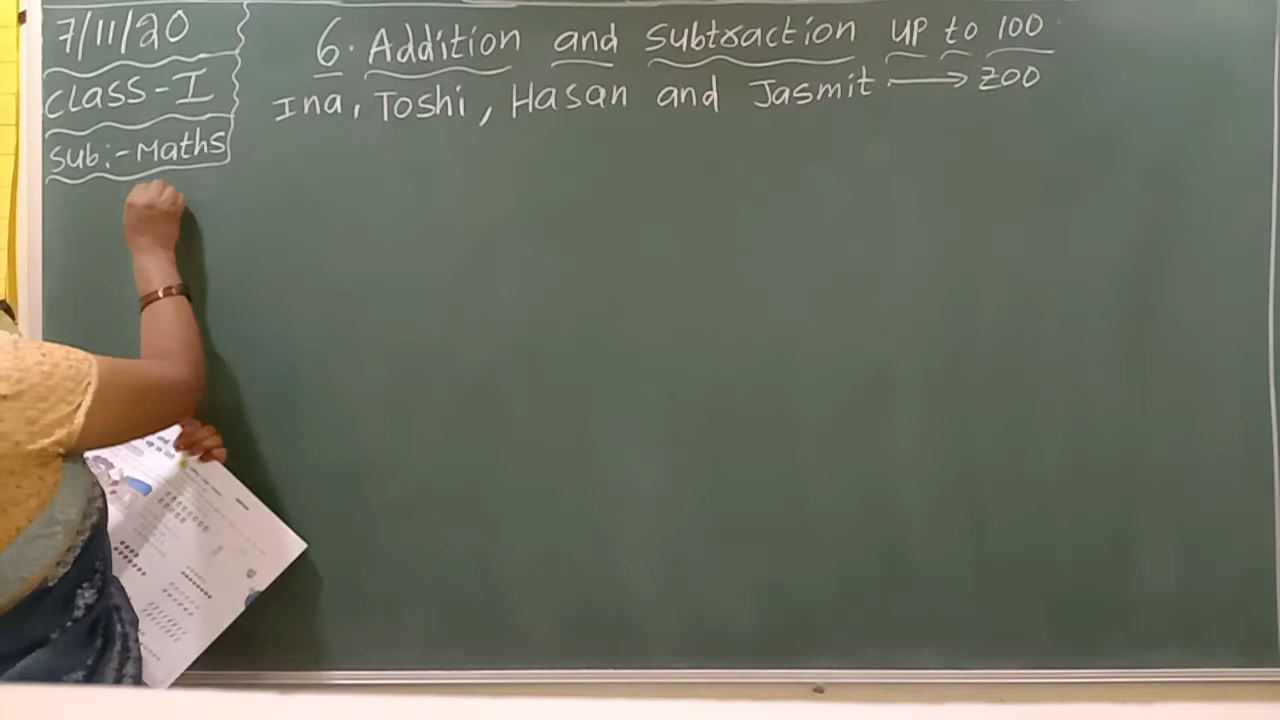 7/11/20
class-I
sub:-Maths
6. Addition and subtraction up to 100
Ina, Toshi, Hasan and Jasmit → zoo